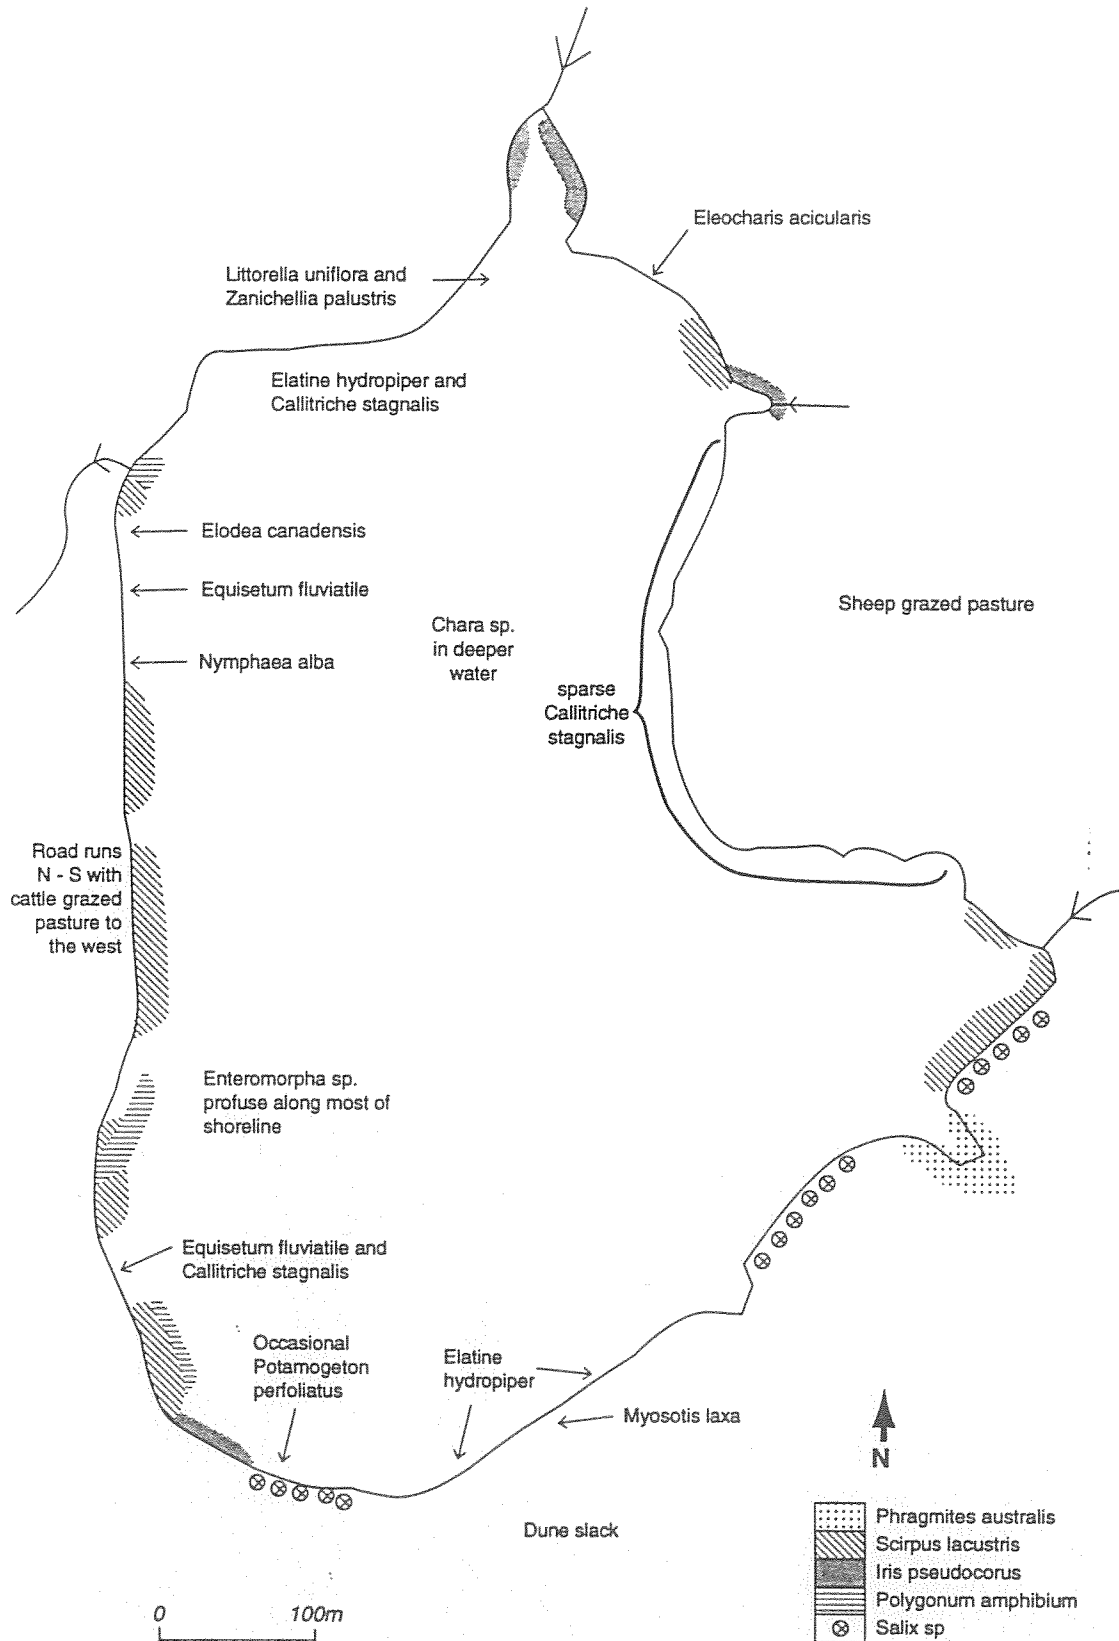 Eleocharis acicularis
Littorella uniflora and
Zanichellia palustris
Elatine hydropiper and
Callitriche stagnalis
Elodea canadensis
Equisetum fluviatile
Sheep grazed pasture
Chara sp.
in deeper
water
Nymphaea alba
sparse
Callitriche
stagnalis
Road runs
N - S with
cattle grazed
pasture to
the west
Enteromorpha sp.
profuse along most of
shoreline
Equisetum fluviatile and
Callitriche stagnalis
Occasional
Potamogeton
perfoliatus
Elatine
hydropiper
Myosotis laxa
N
Dune slack
Phragmites australis
Scirpus lacustris
Iris pseudocorus
Polygonum amphibium
Salix sp
0 100m